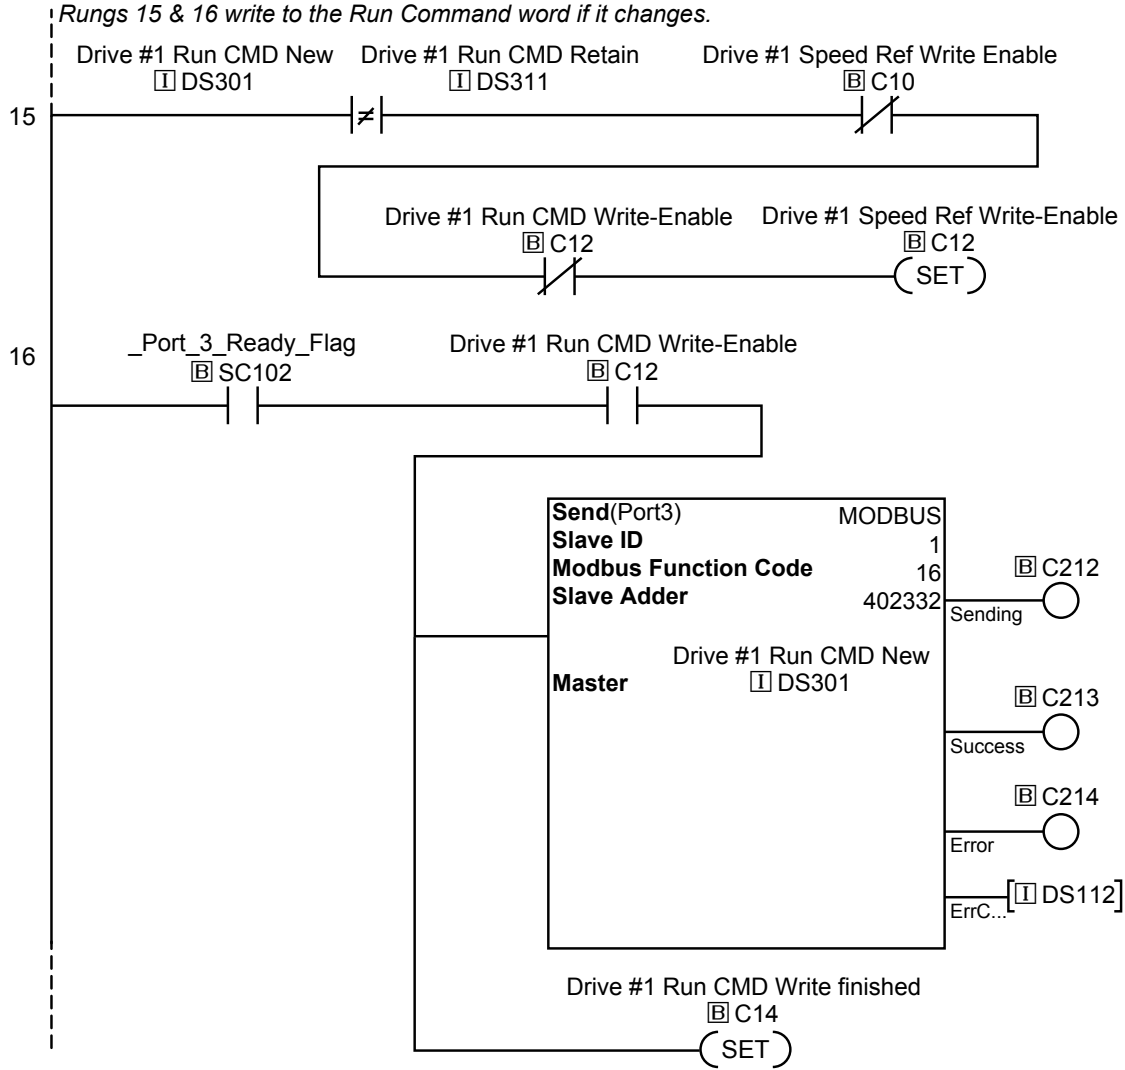 Rungs 15 & 16 write to the Run Command word if it changes.
Drive #1 Run CMD New Drive #1 Run CMD Retain Drive #1 Speed Ref Write Enable
I DS301 I DS311 B C10
15
≠
Drive #1 Run CMD Write-Enable Drive #1 Speed Ref Write-Enable
B C12 B C12
SET
16
_Port_3_Ready_Flag Drive #1 Run CMD Write-Enable
B SC102 B C12
Send(Port3) MODBUS
Slave ID 1
Modbus Function Code 16
Slave Adder 402332
B C212
Sending
Drive #1 Run CMD New
Master I DS301
B C213
Success
B C214
Error
I DS112
ErrC...
Drive #1 Run CMD Write finished
B C14
SET